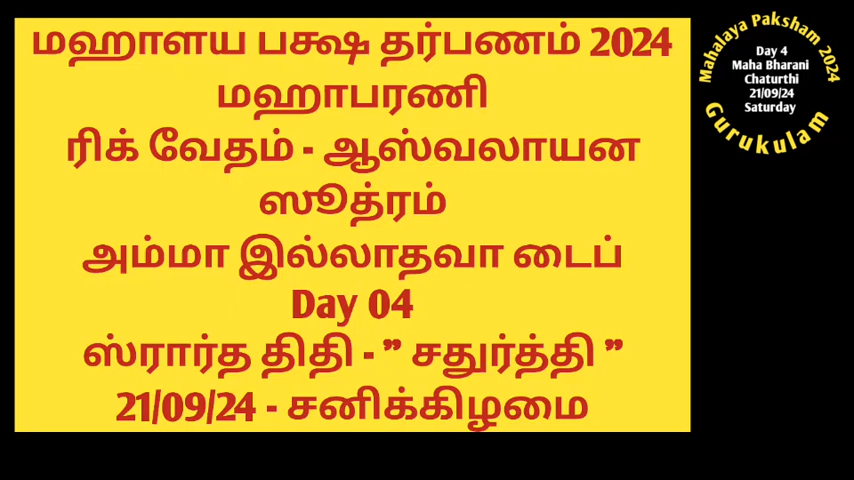 மஹாளய பக்ஷ தர்பணம் 2024
மஹாபரணி
ரிக் வேதம் - ஆஸ்வலாயன
ஸூத்ரம்
அம்மா இல்லாதவா டைப்
Day 04
ஸ்ரார்த திதி - ” சதுர்த்தி ”
21/09/24 - சனிக்கிழமை
Mahalaya Paksham 2024
Day 4
Maha Bharani
Chaturthi
21/09/24
Saturday
Gurukulam